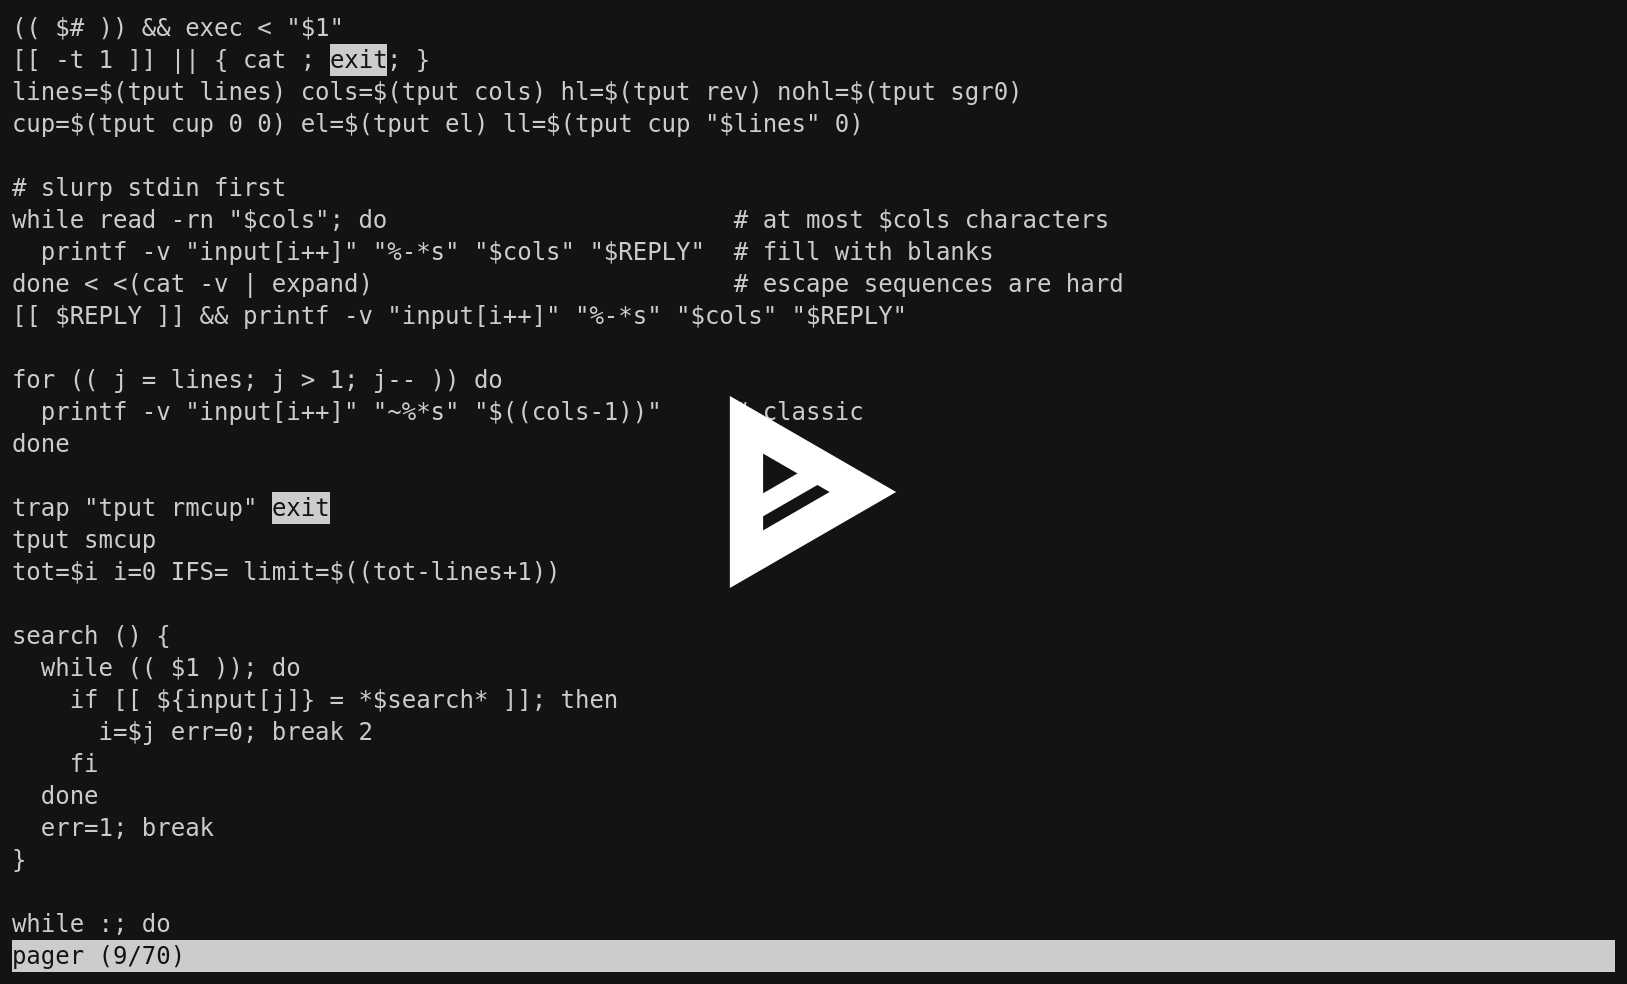 (( $# )) && exec < "$1"
[[ -t 1 ]] || { cat ; exit; }
lines=$(tput lines) cols=$(tput cols) hl=$(tput rev) nohl=$(tput sgr0)
cup=$(tput cup 0 0) el=$(tput el) ll=$(tput cup "$lines" 0)

# slurp stdin first
while read -rn "$cols"; do                        # at most $cols characters
  printf -v "input[i++]" "%-*s" "$cols" "$REPLY"  # fill with blanks
done < <(cat -v | expand)                         # escape sequences are hard
[[ $REPLY ]] && printf -v "input[i++]" "%-*s" "$cols" "$REPLY"

for (( j = lines; j > 1; j-- )) do
  printf -v "input[i++]" "~%*s" "$((cols-1))"       classic
done

trap "tput rmcup" exit
tput smcup
tot=$i i=0 IFS= limit=$((tot-lines+1))

search () {
  while (( $1 )); do
    if [[ ${input[j]} = *$search* ]]; then
      i=$j err=0; break 2
    fi
  done
  err=1; break
}

while :; do
pager (9/70)